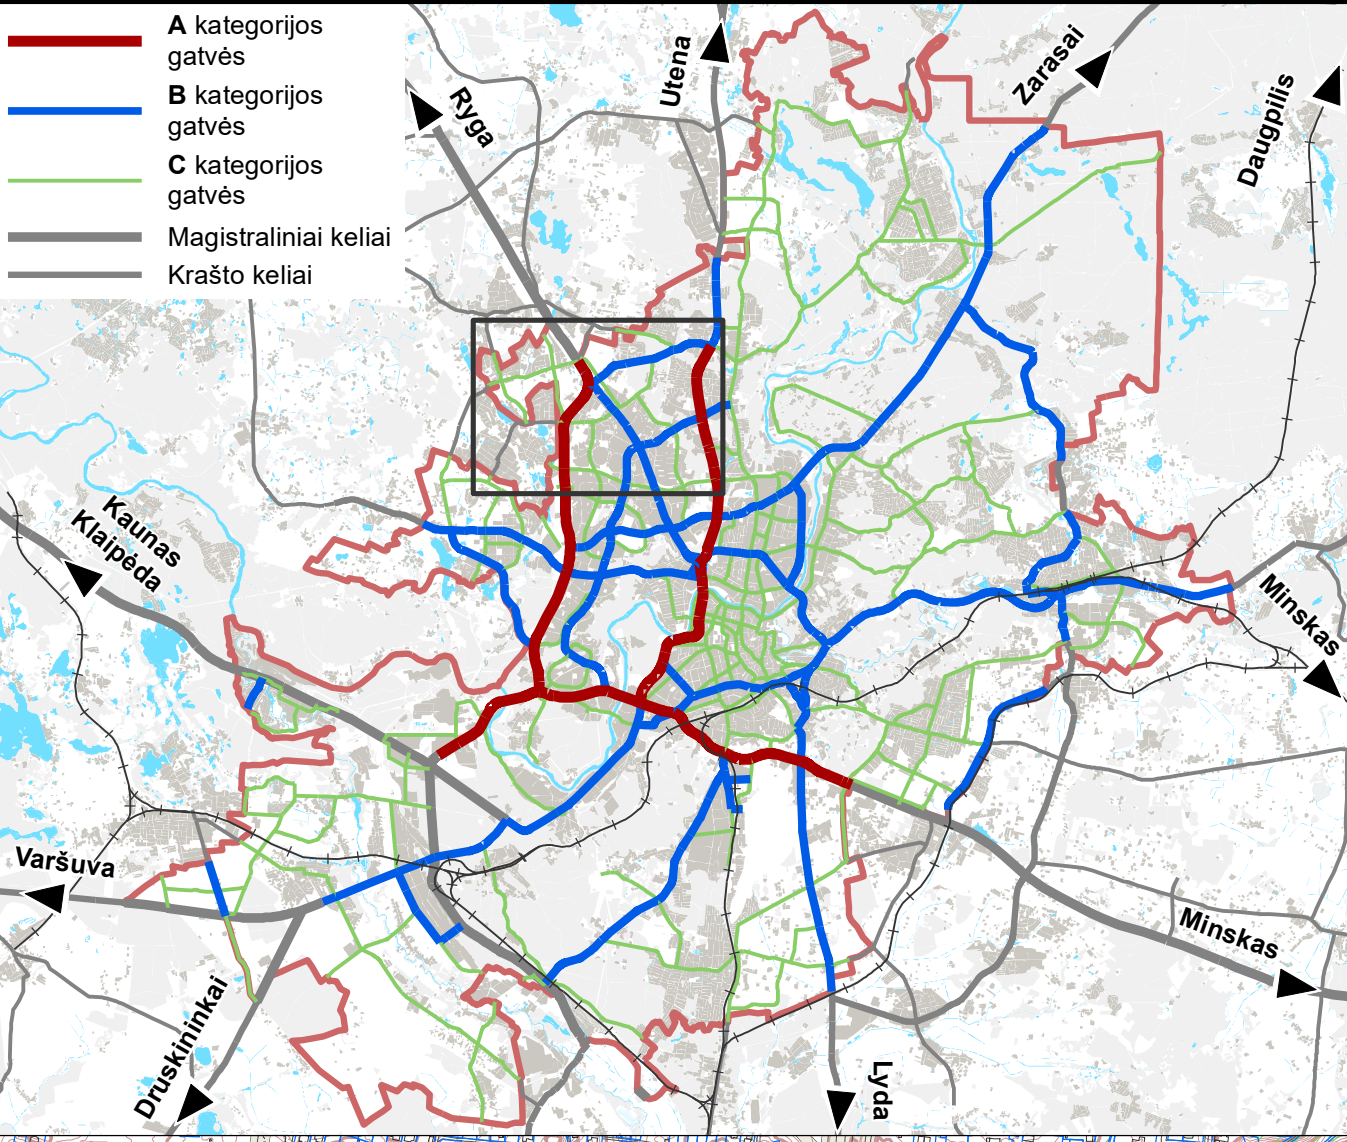 A kategorijos
gatvės
B kategorijos
gatvės
C kategorijos
gatvės
Magistraliniai keliai
Krašto keliai
Ryga
Utena
Zarasai
Daugpilis
Kaunas
Klaipėda
Minskas
Varšuva
Druskininkai
Minskas
Lyda